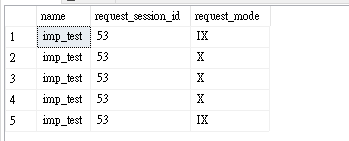 name request_session_id request_mode
1 imp_test 53 IX
2 imp_test 53 X
3 imp_test 53 X
4 imp_test 53 X
5 imp_test 53 IX